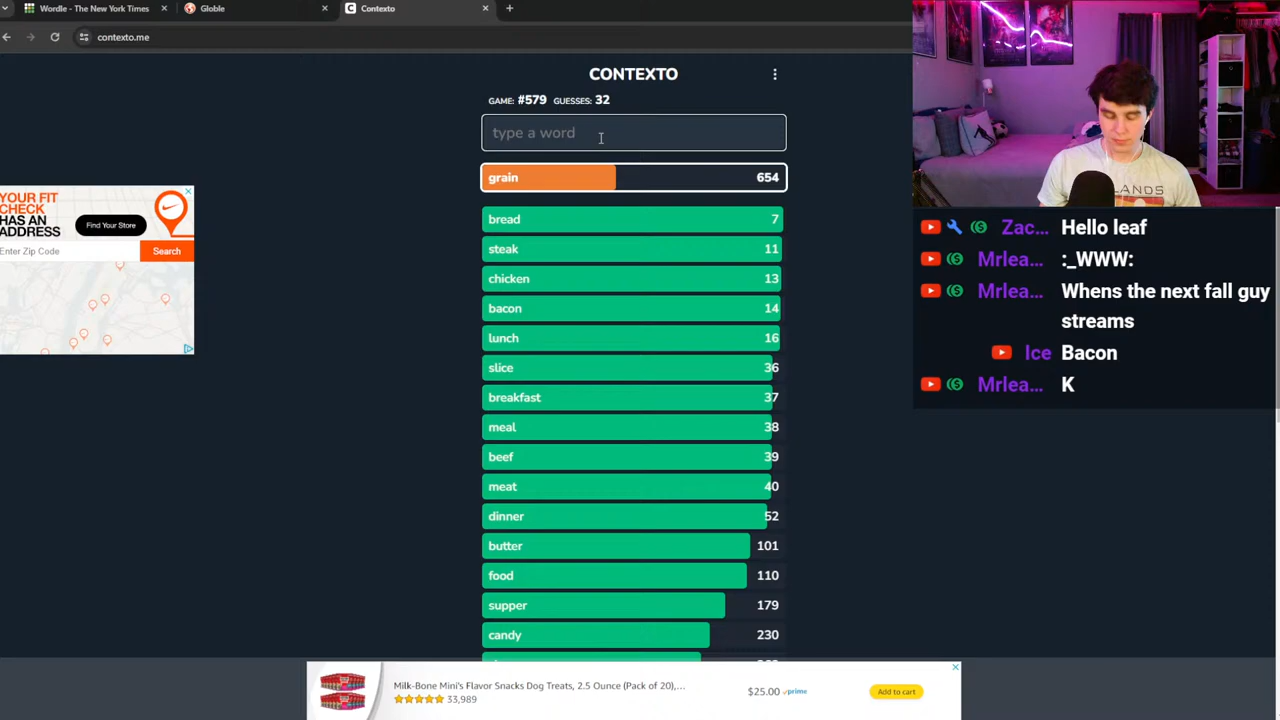 Wordle - The New York Times
Globle
Contexto
contexto.me
CONTEXTO
GAME: #579 GUESSES: 32
type a word
grain 654
bread 7
steak 11
chicken 13
bacon 14
lunch 16
slice 36
breakfast 37
meal 38
beef 39
meat 40
dinner 52
butter 101
food 110
supper 179
candy 230
YOUR FIT
CHECK
HAS AN
ADDRESS
Find Your Store
Enter Zip Code
Search
Zac... Hello leaf
Mrlea... :_WWW:
Mrlea... Whens the next fall guy
streams
Ice Bacon
Mrlea... K
Milk-Bone Mini's Flavor Snacks Dog Treats, 2.5 Ounce (Pack of 20),...
33,989
$25.00 prime
Add to cart